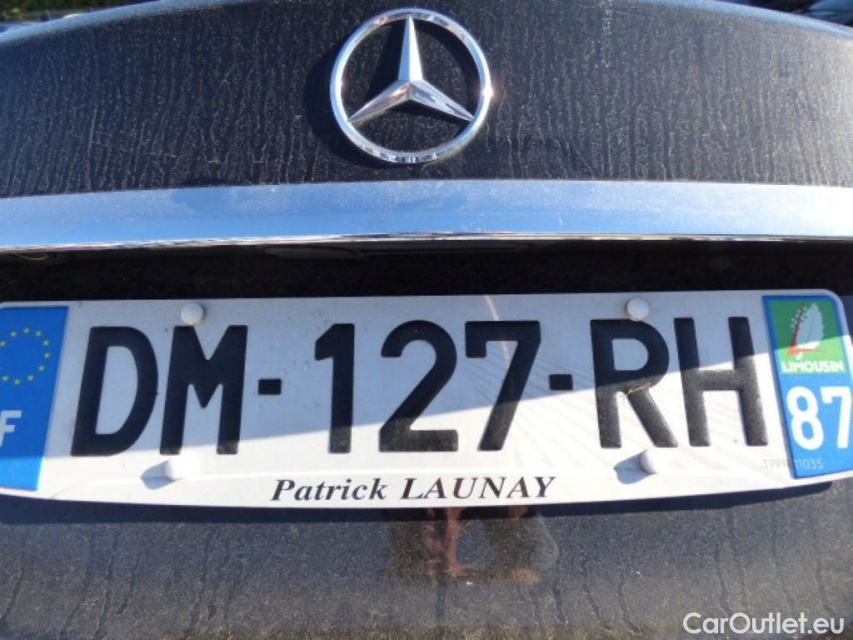 F
DM-127-RH
LIMOUSIN
87
Patrick LAUNAY
CarOutlet.eu